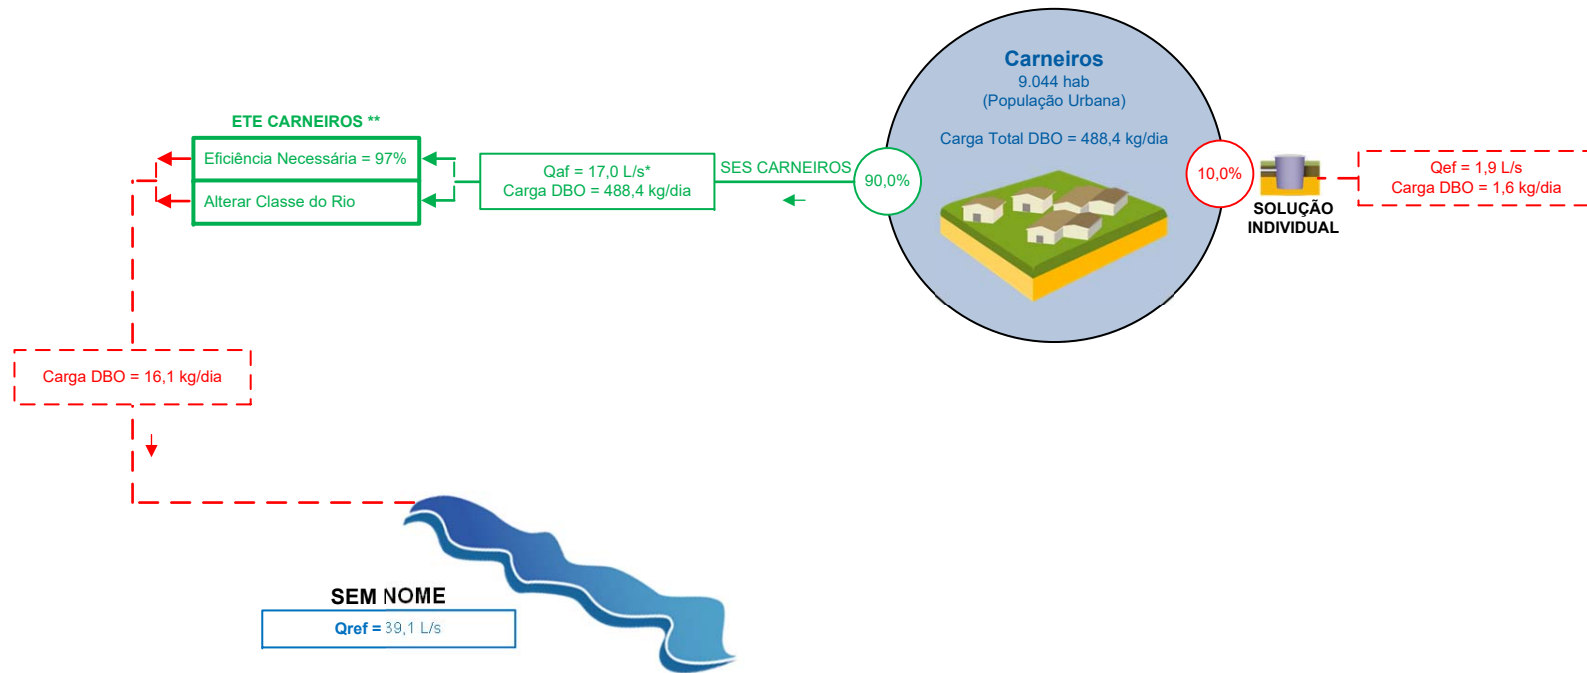 Carneiros
9.044 hab
(População Urbana)
Carga Total DBO = 488,4 kg/dia
ETE CARNEIROS **
Eficiência Necessária = 97%
Alterar Classe do Rio
Qaf = 17,0 L/s*
Carga DBO = 488,4 kg/dia
SES CARNEIROS
90,0%
10,0%
SOLUÇÃO
INDIVIDUAL
Qef = 1,9 L/s
Carga DBO = 1,6 kg/dia
Carga DBO = 16,1 kg/dia
SEM NOME
Qref = 39,1 L/s